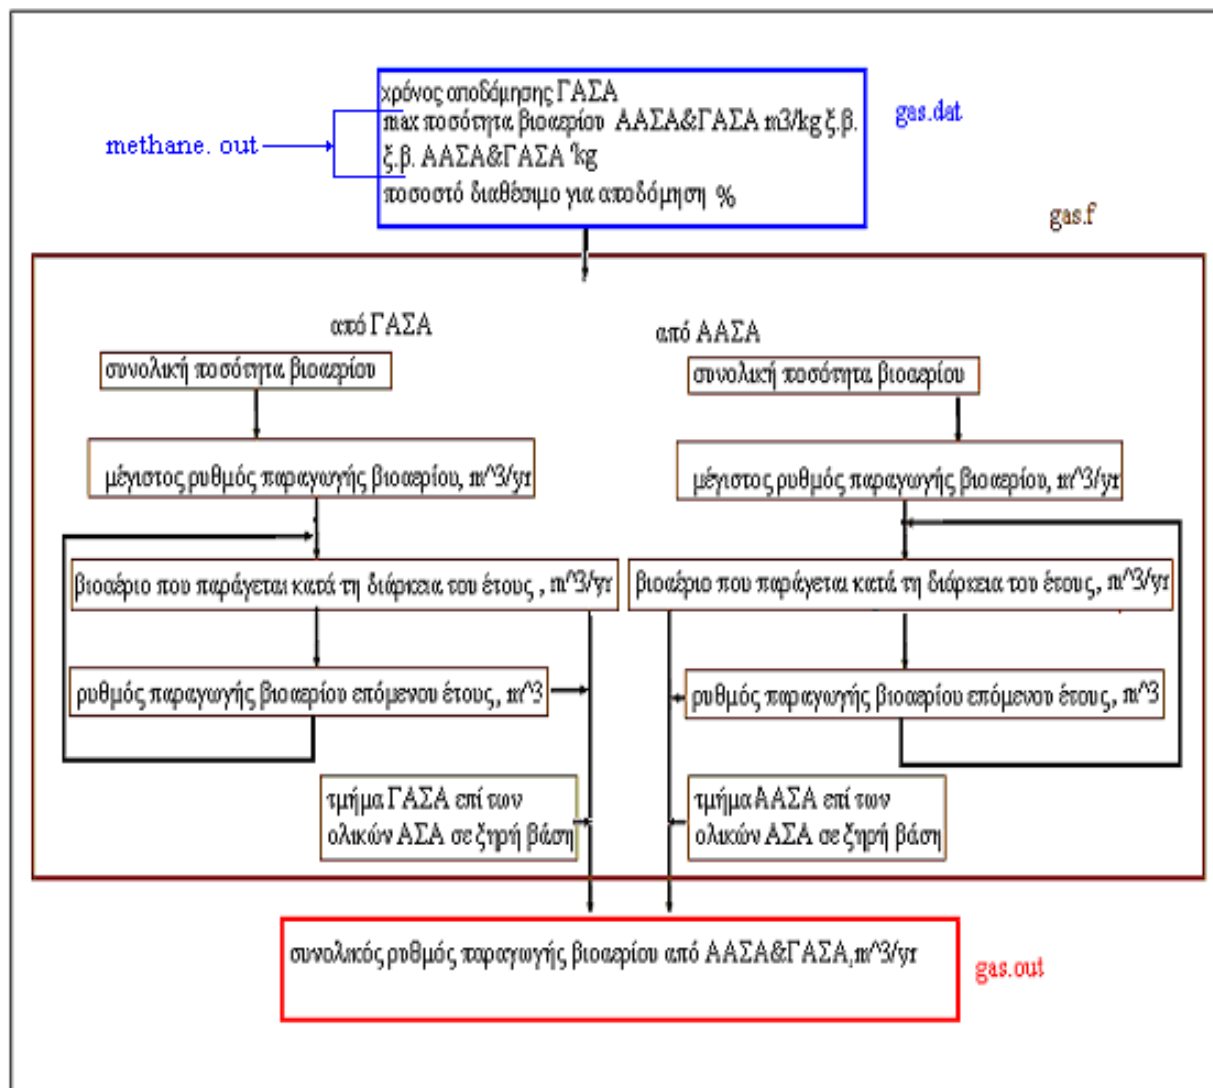 χρόνος αποδόμησης ΓΑΣΑ
max ποσότητα βιοαερίου ΑΑΣΑ&ΓΑΣΑ m3/kg ξ.β.
ξ.β. ΑΑΣΑ&ΓΑΣΑ 'kg
ποσοστό διαθέσιμο για αποδόμηση %
gas.dat
methane. out
gas.f
από ΓΑΣΑ
συνολική ποσότητα βιοαερίου
μέγιστος ρυθμός παραγωγής βιοαερίου, m^3/yr
βιοαέριο που παράγεται κατά τη διάρκεια του έτους , m^3/yr
ρυθμός παραγωγής βιοαερίου επόμενου έτους, m^3
τμήμα ΓΑΣΑ επί των
ολικών ΑΣΑ σε ξηρή βάση
από ΑΑΣΑ
συνολική ποσότητα βιοαερίου
μέγιστος ρυθμός παραγωγής βιοαερίου, m^3/yr
βιοαέριο που παράγεται κατά τη διάρκεια του έτους, m^3/yr
ρυθμός παραγωγής βιοαερίου επόμενου έτους, m^3
τμήμα ΑΑΣΑ επί των
ολικών ΑΣΑ σε ξηρή βάση
συνολικός ρυθμός παραγωγής βιοαερίου από ΑΑΣΑ&ΓΑΣΑ,m^3/yr
gas.out